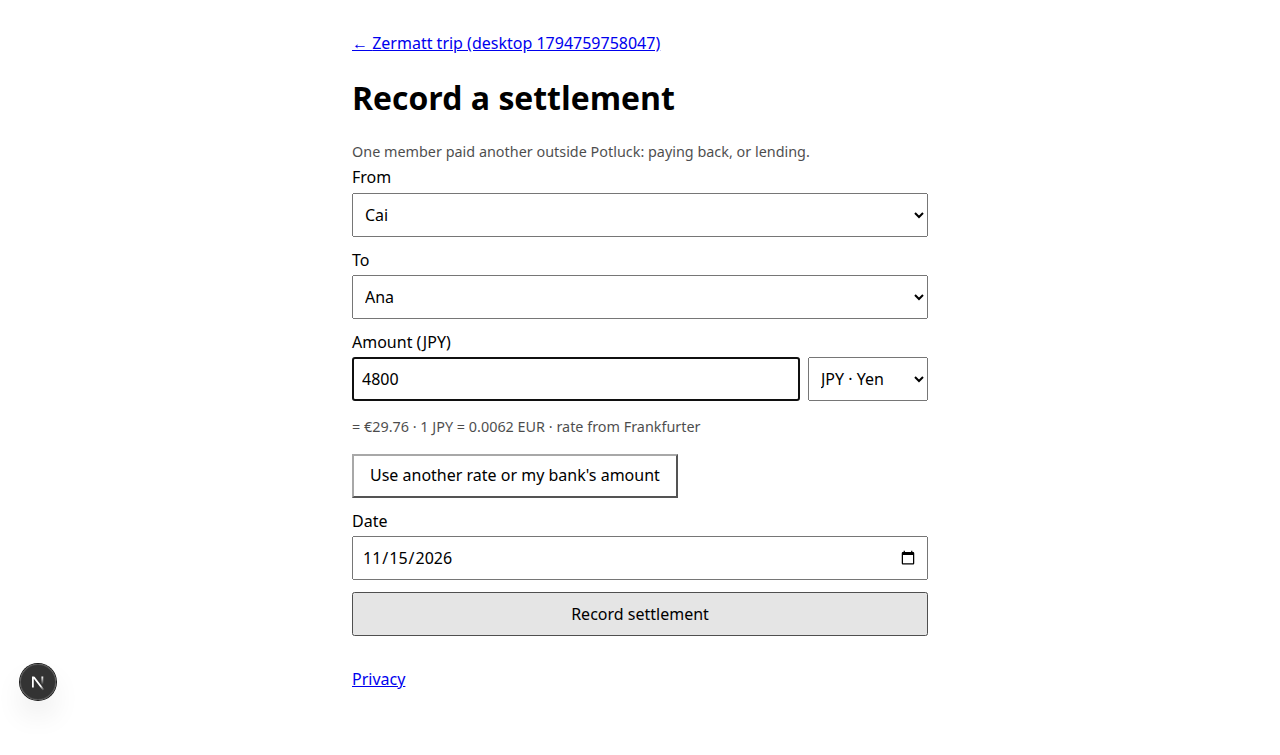 ← Zermatt trip (desktop 1794759758047)
Record a settlement
One member paid another outside Potluck: paying back, or lending.
From
Cai
To
Ana
Amount (JPY)
4800
JPY · Yen
= €29.76 · 1 JPY = 0.0062 EUR · rate from Frankfurter
Use another rate or my bank's amount
Date
11/15/2026
Record settlement
Privacy
N